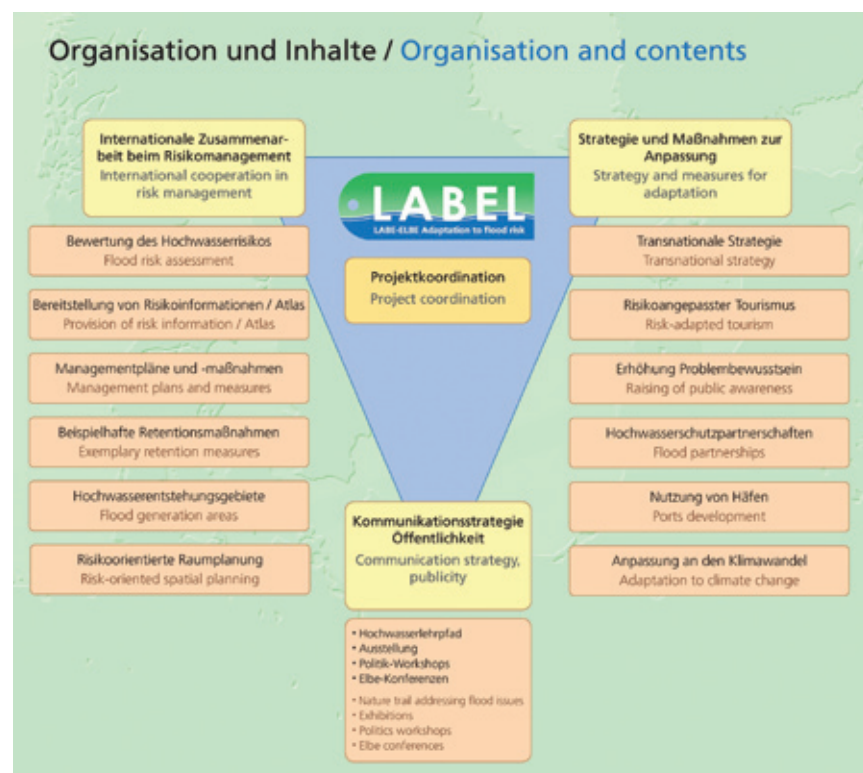 Organisation und Inhalte / Organisation and contents
Internationale Zusammenar-
beit beim Risikomanagement
International cooperation in
risk management
Bewertung des Hochwasserrisikos
Flood risk assessment
Bereitstellung von Risikoinformationen / Atlas
Provision of risk information / Atlas
Managementpläne und -maßnahmen
Management plans and measures
Beispielhafte Retentionsmaßnahmen
Exemplary retention measures
Hochwasserentstehungsgebiete
Flood generation areas
Risikoorientierte Raumplanung
Risk-oriented spatial planning
LABEL
LABE-ELBE Adaptation to flood risk
Projektkoordination
Project coordination
Kommunikationsstrategie
Öffentlichkeit
Communication strategy,
publicity
• Hochwasserlehrpfad
• Ausstellung
• Politik-Workshops
• Elbe-Konferenzen
• Nature trail addressing flood issues
• Exhibitions
• Politics workshops
• Elbe conferences
Strategie und Maßnahmen zur
Anpassung
Strategy and measures for
adaptation
Transnationale Strategie
Transnational strategy
Risikoangepasster Tourismus
Risk-adapted tourism
Erhöhung Problembewusstsein
Raising of public awareness
Hochwasserschutzpartnerschaften
Flood partnerships
Nutzung von Häfen
Ports development
Anpassung an den Klimawandel
Adaptation to climate change